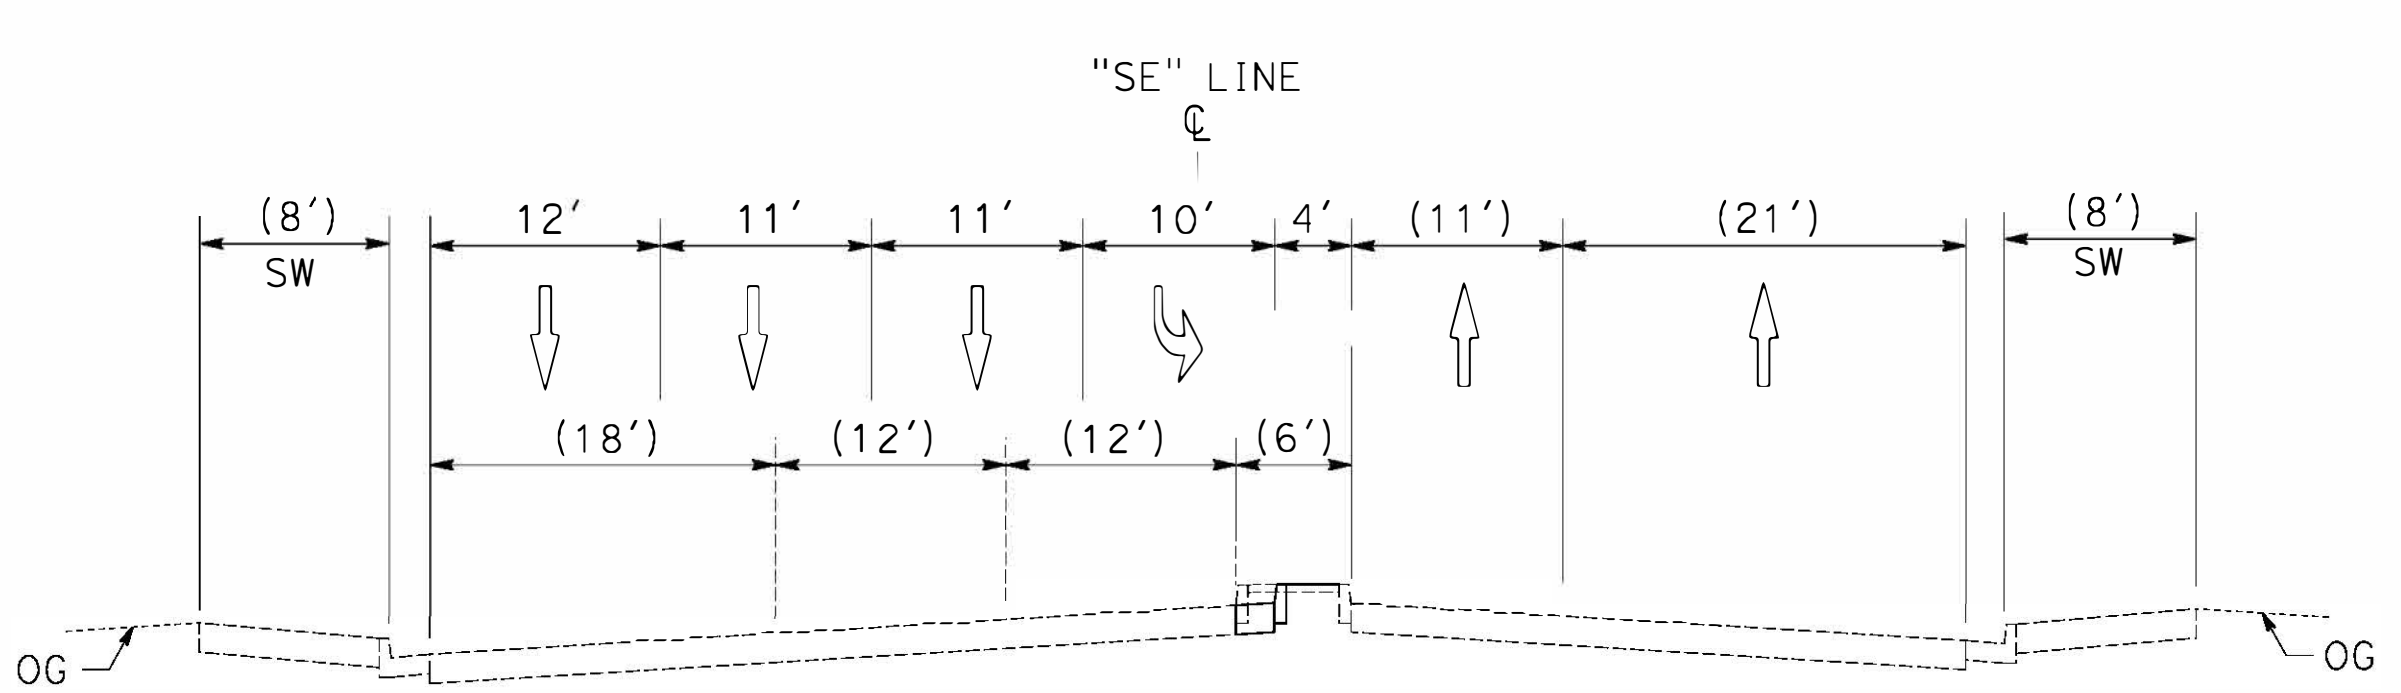 "SE" LINE
℄
(8') 12' 11' 11' 10' 4' (11') (21') (8')
SW SW
(18') (12') (12') (6')
OG OG